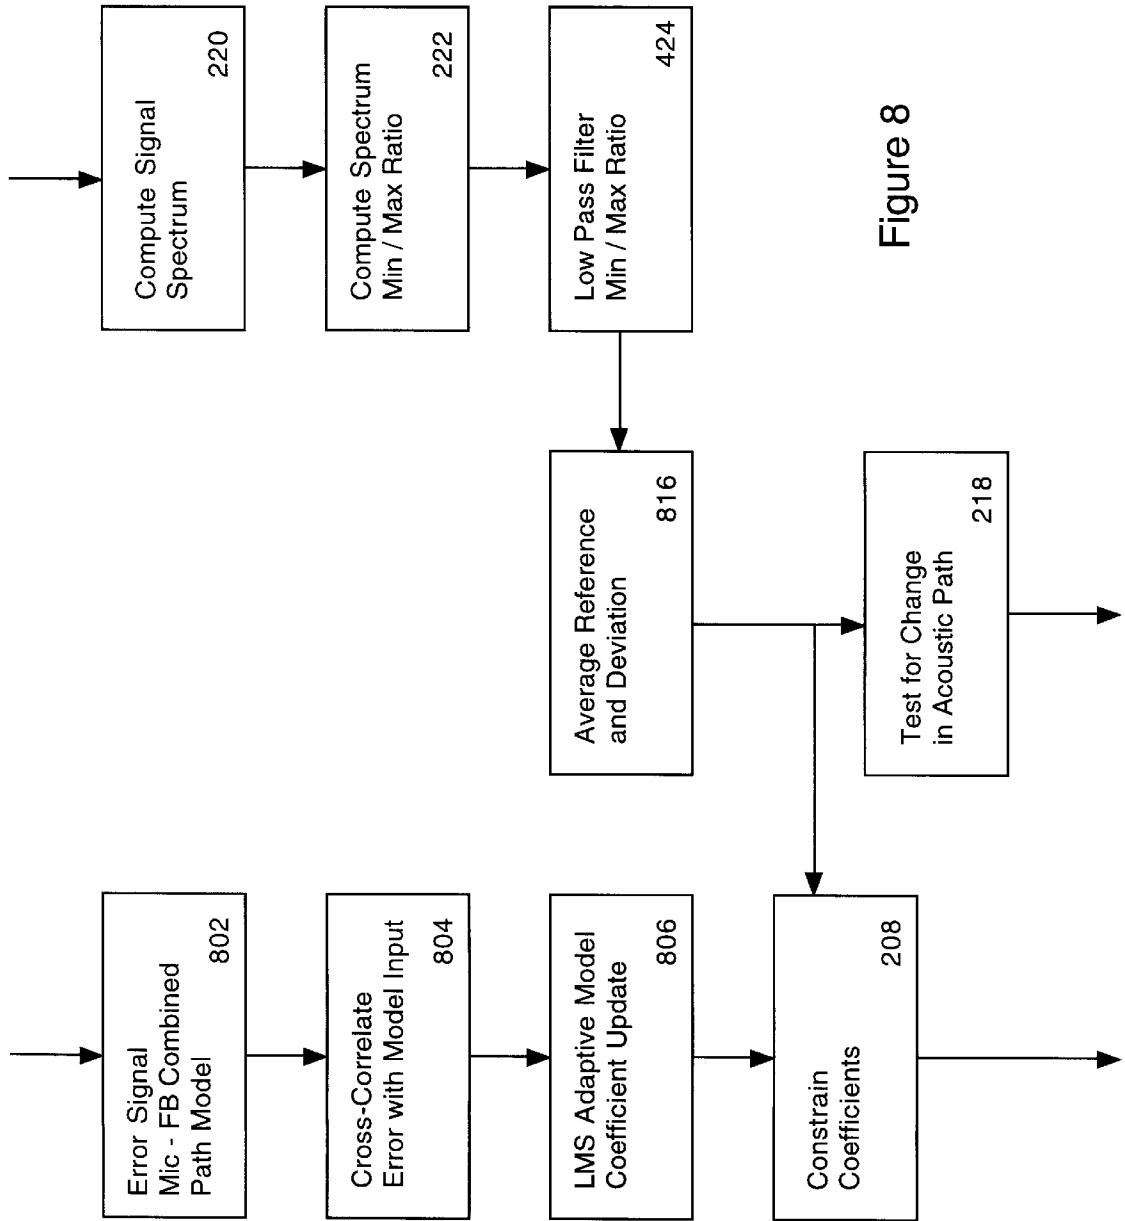 Error Signal
Mic - FB Combined
Path Model
802
Cross-Correlate
Error with Model Input
804
LMS Adaptive Model
Coefficient Update
806
Constrain
Coefficients
208
Average Reference
and Deviation
816
Test for Change
in Acoustic Path
218
Compute Signal
Spectrum
220
Compute Spectrum
Min / Max Ratio
222
Low Pass Filter
Min / Max Ratio
424
Figure 8